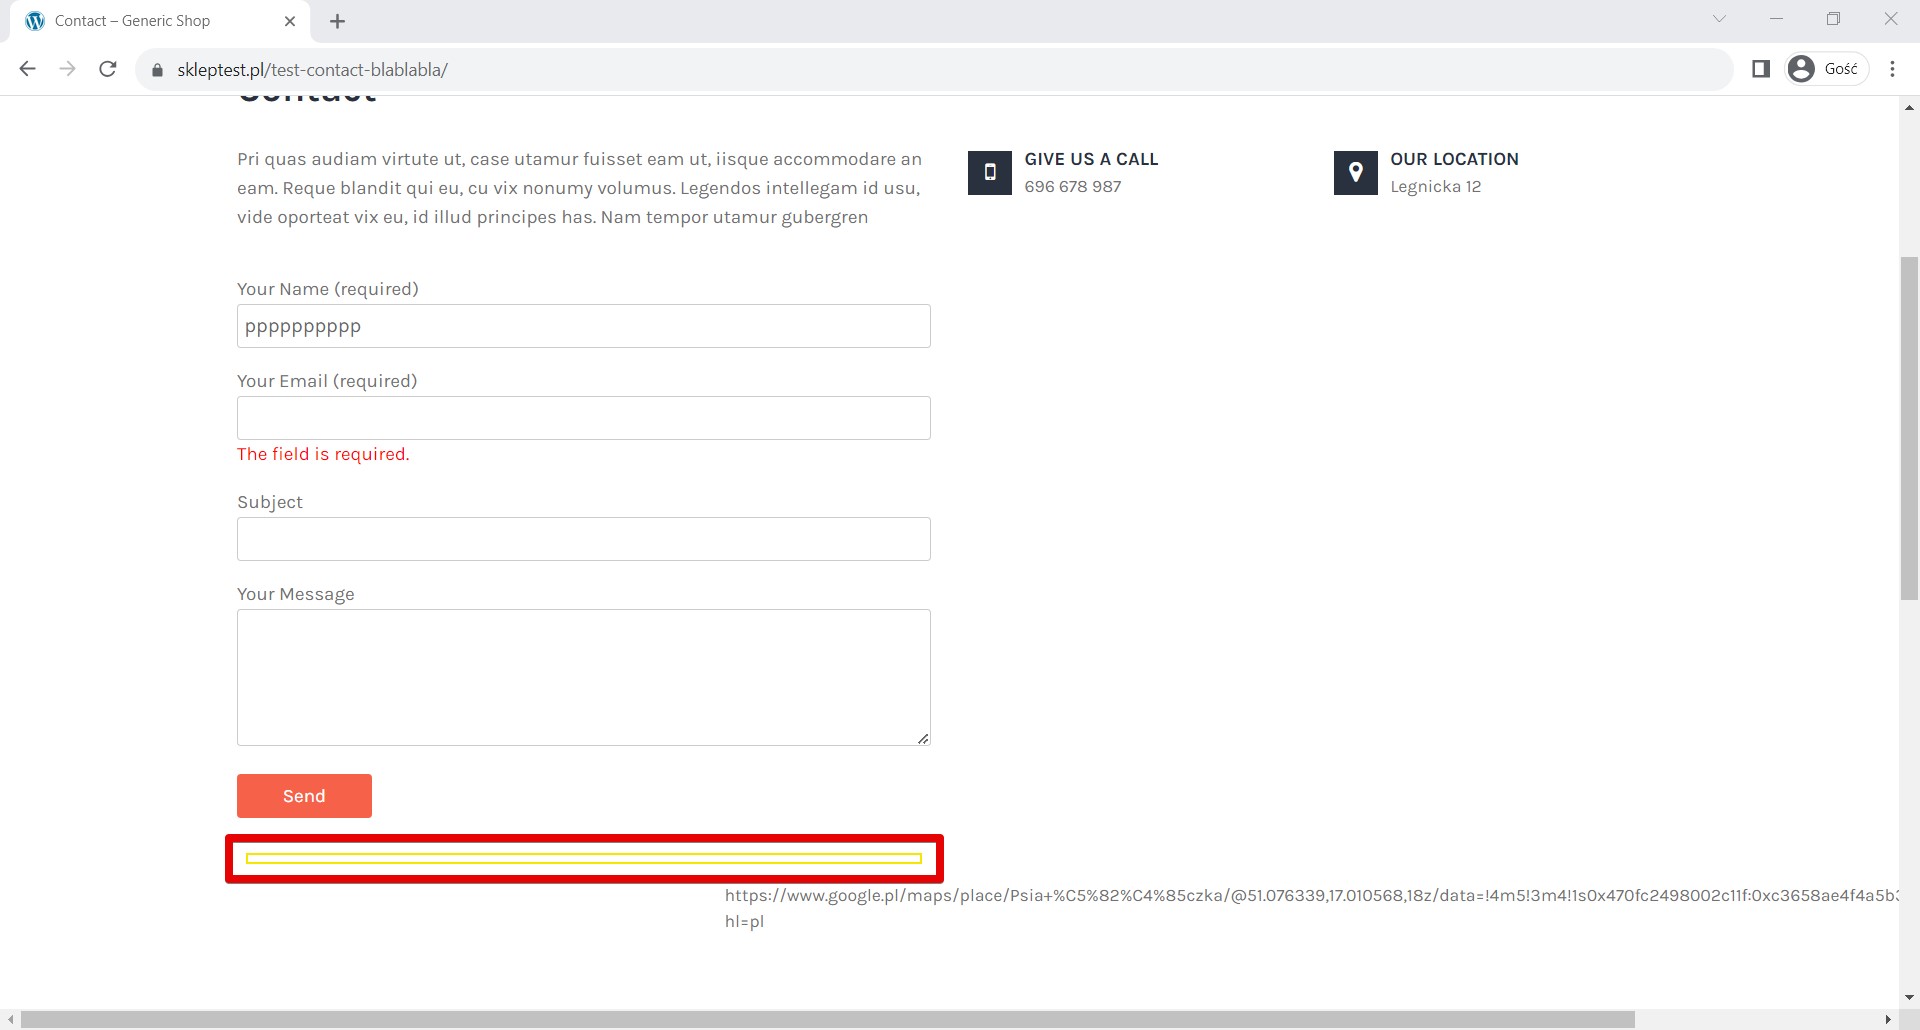 Contact – Generic Shop
skleptest.pl/test-contact-blablabla/
Gość
Contact
Pri quas audiam virtute ut, case utamur fuisset eam ut, iisque accommodare an
eam. Reque blandit qui eu, cu vix nonumy volumus. Legendos intellegam id usu,
vide oporteat vix eu, id illud principes has. Nam tempor utamur gubergren
GIVE US A CALL
696 678 987
OUR LOCATION
Legnicka 12
Your Name (required)
pppppppppp
Your Email (required)
The field is required.
Subject
Your Message
Send
https://www.google.pl/maps/place/Psia+%C5%82%C4%85czka/@51.076339,17.010568,18z/data=!4m5!3m4!1s0x470fc2498002c11f:0xc3658ae4f4a5b3
hl=pl